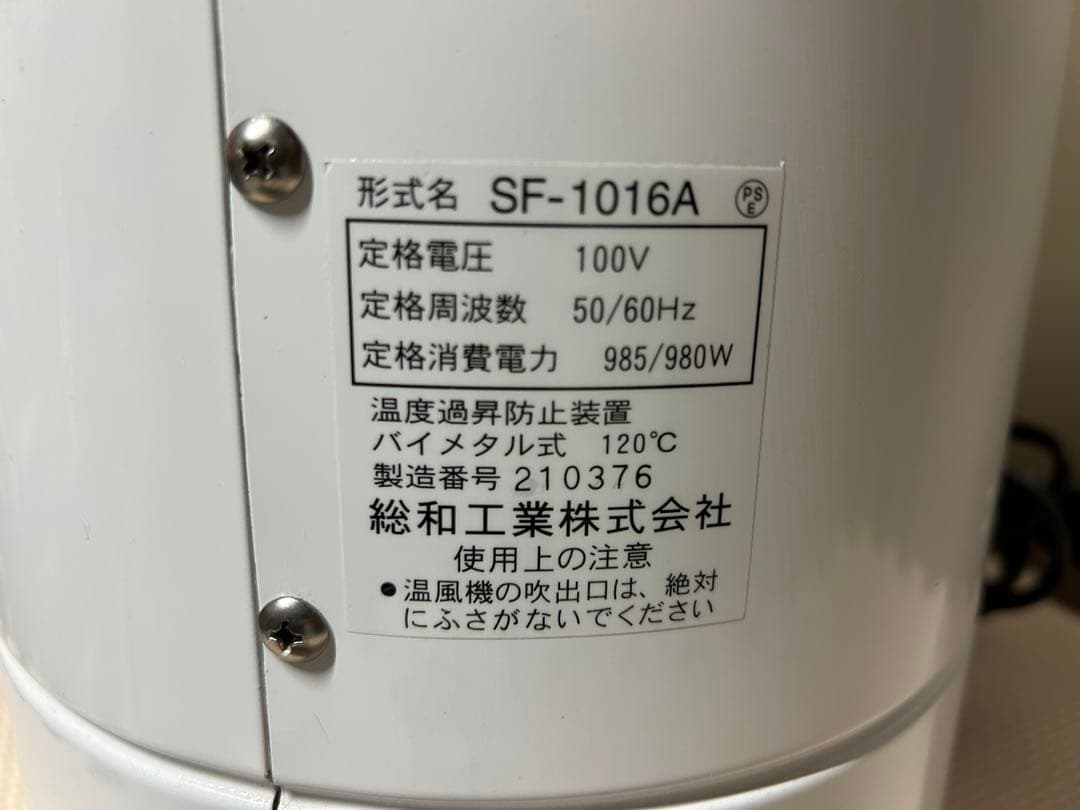 形式名 SF-1016A PSE
定格電圧 100V
定格周波数 50/60Hz
定格消費電力 985/980W
温度過昇防止装置
バイメタル式 120℃
製造番号 210376
総和工業株式会社
使用上の注意
●温風機の吹出口は、絶対
にふさがないでください